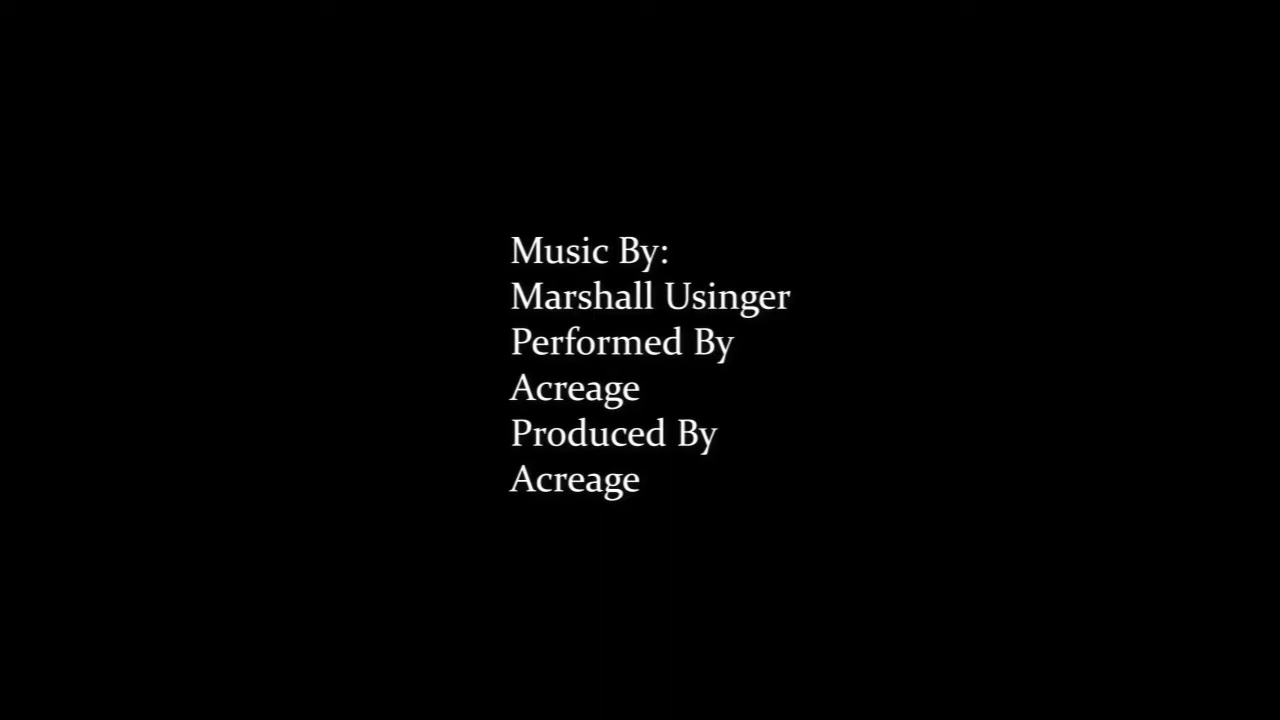 Music By:
Marshall Usinger
Performed By
Acreage
Produced By
Acreage